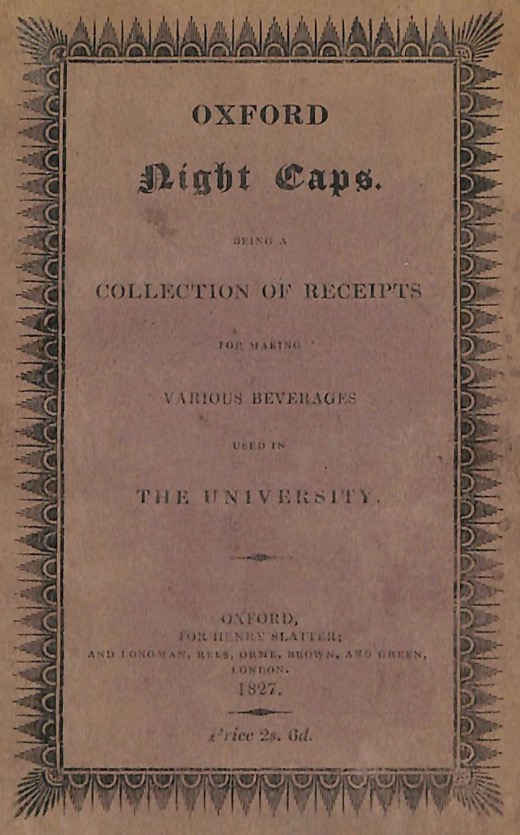 OXFORD
Night Caps.
BEING A
COLLECTION OF RECEIPTS
FOR MAKING
VARIOUS BEVERAGES
USED IN
THE UNIVERSITY.
OXFORD,
FOR HENRY SLATTER;
AND LONGMAN, REES, ORME, BROWN, AND GREEN,
LONDON.
1827.
Price 2s. 6d.